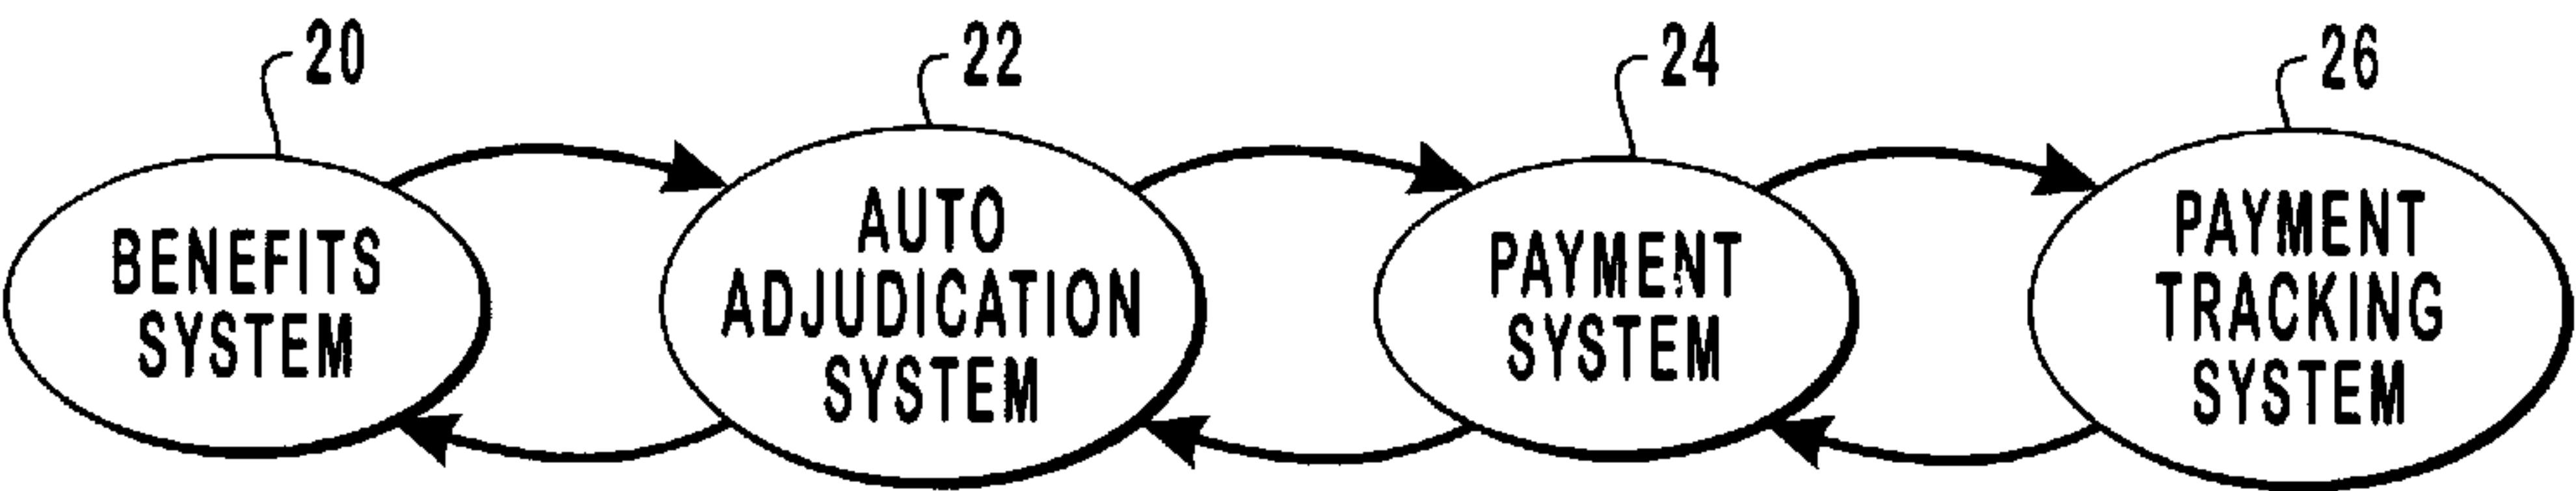 20
22
24
26
BENEFITS
SYSTEM
AUTO
ADJUDICATION
SYSTEM
PAYMENT
SYSTEM
PAYMENT
TRACKING
SYSTEM